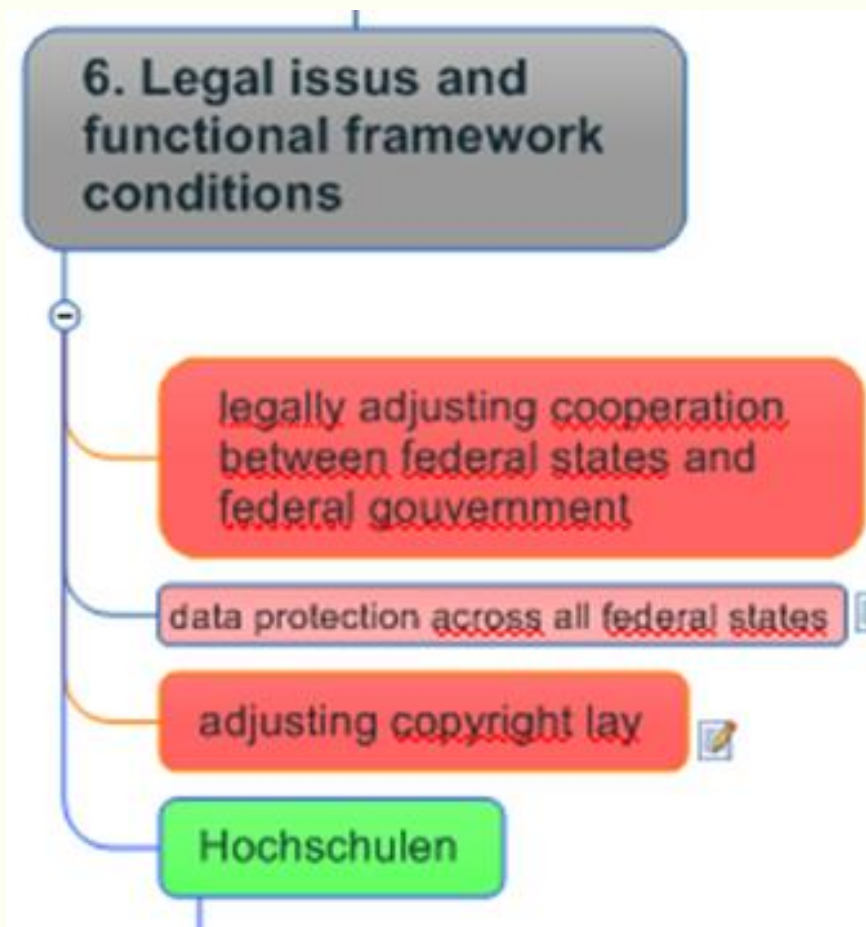 6. Legal issus and
functional framework
conditions
legally adjusting cooperation
between federal states and
federal gouvernment
data protection across all federal states
adjusting copyright lay
Hochschulen